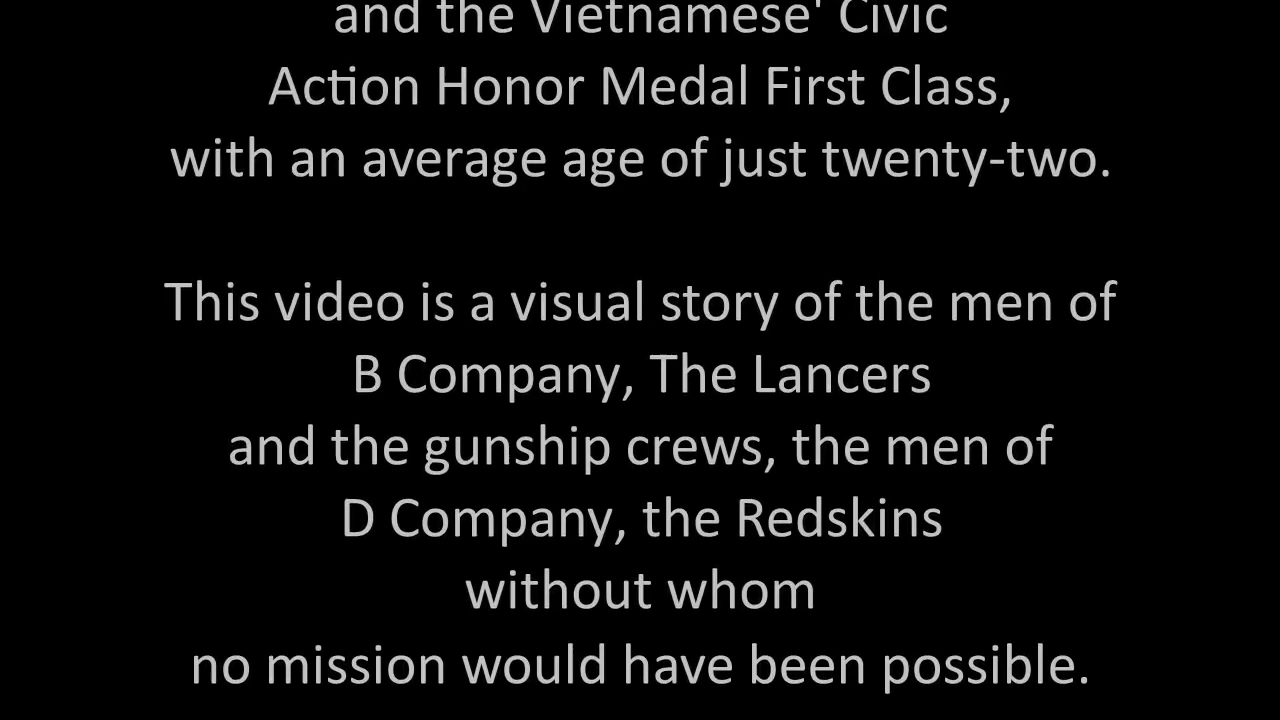 and the Vietnamese' Civic
Action Honor Medal First Class,
with an average age of just twenty-two.
This video is a visual story of the men of
B Company, The Lancers
and the gunship crews, the men of
D Company, the Redskins
without whom
no mission would have been possible.